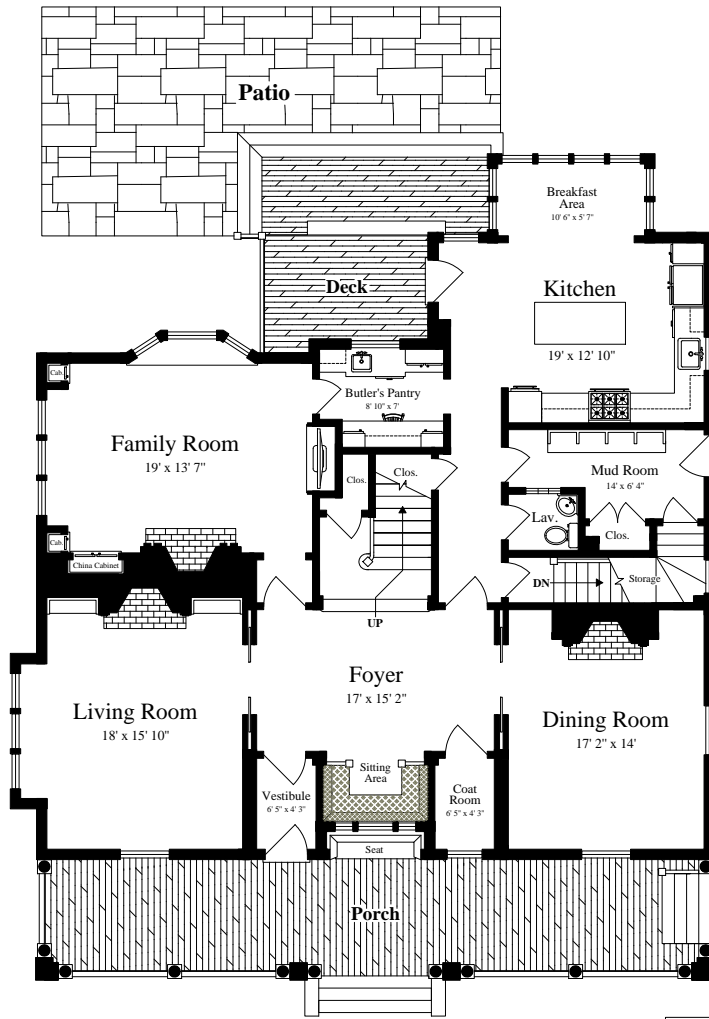 Patio
Breakfast
Area
10' 6" x 5' 7"
Deck
Kitchen
19' x 12' 10"
Cab.
Butler's Pantry
8' 10" x 7'
Family Room
19' x 13' 7"
Clos.
Clos.
Mud Room
14' x 6' 4"
Lav.
Clos.
Cab.
China Cabinet
DN
Storage
UP
Foyer
17' x 15' 2"
Living Room
18' x 15' 10"
Dining Room
17' 2" x 14'
Sitting
Area
Vestibule
6' 5" x 4' 3"
Coat
Room
6' 5" x 4' 3"
Seat
Porch